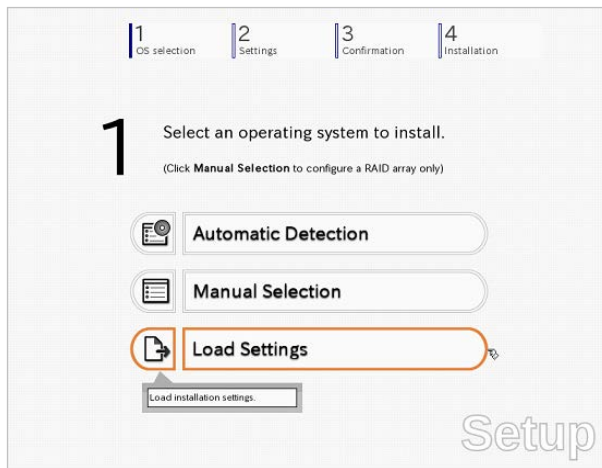 1
OS selection
2
Settings
3
Confirmation
4
Installation
1
Select an operating system to install.
(Click Manual Selection to configure a RAID array only)
Automatic Detection
Manual Selection
Load Settings
Load installation settings.
Setup